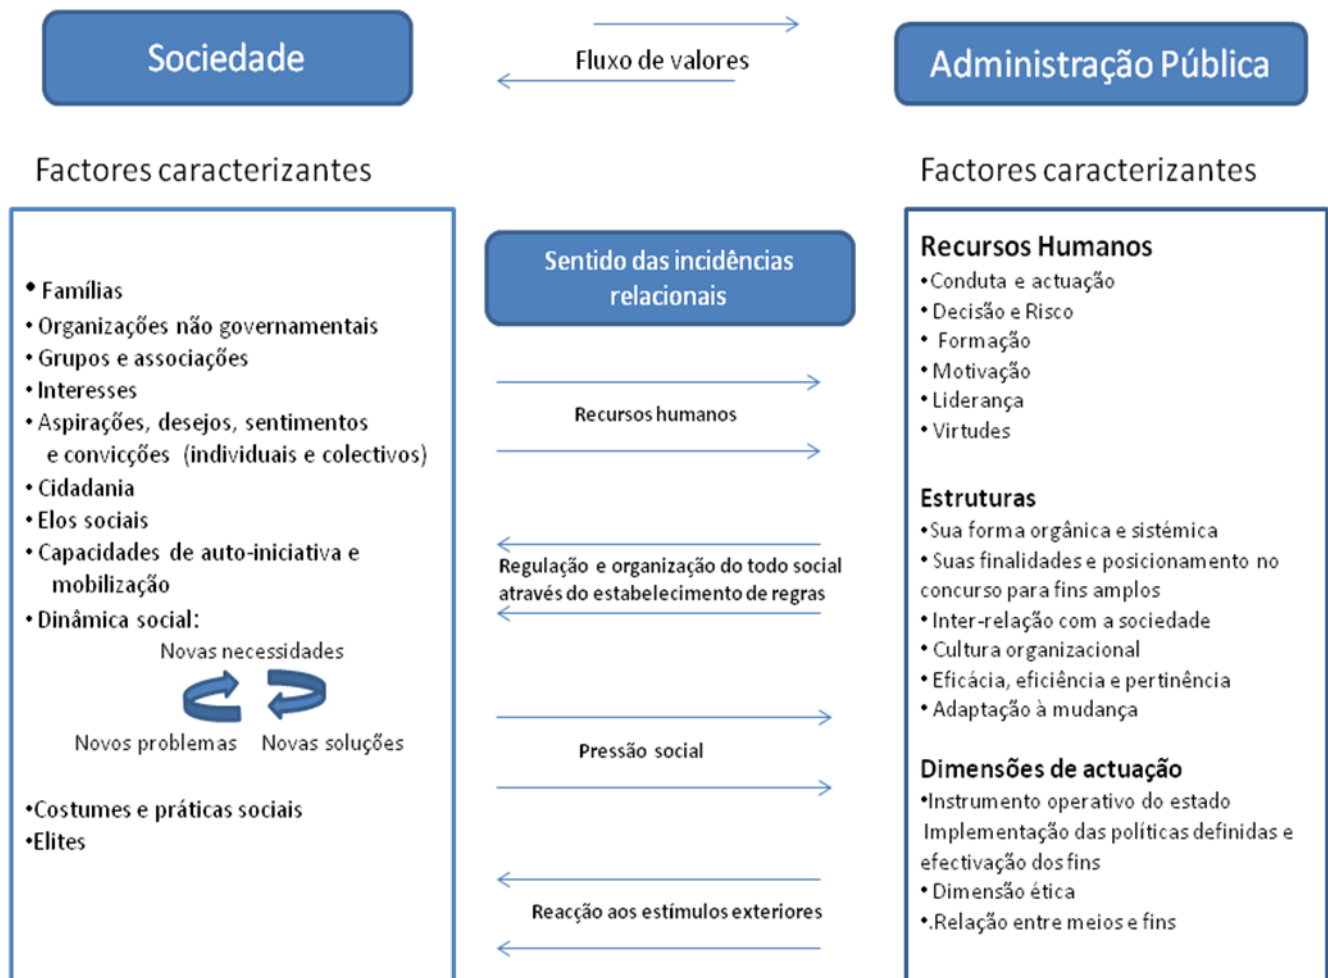 Sociedade
Fluxo de valores
Administração Pública
Factores caracterizantes
• Famílias
• Organizações não governamentais
• Grupos e associações
• Interesses
• Aspirações, desejos, sentimentos
e convicções (individuais e colectivos)
• Cidadania
• Elos sociais
• Capacidades de auto-iniciativa e
mobilização
• Dinâmica social:
Novas necessidades
Novos problemas
Novas soluções
•Costumes e práticas sociais
•Elites
Sentido das incidências
relacionais
Recursos humanos
Regulação e organização do todo social
através do estabelecimento de regras
Pressão social
Reacção aos estímulos exteriores
Factores caracterizantes
Recursos Humanos
•Conduta e actuação
•Decisão e Risco
• Formação
•Motivação
•Liderança
•Virtudes
Estruturas
•Sua forma orgânica e sistémica
• Suas finalidades e posicionamento no
concurso para fins amplos
•Inter-relação com a sociedade
•Cultura organizacional
•Eficácia, eficiência e pertinência
•Adaptação à mudança
Dimensões de actuação
•Instrumento operativo do estado
Implementação das políticas definidas e
efectivação dos fins
•Dimensão ética
•.Relação entre meios e fins